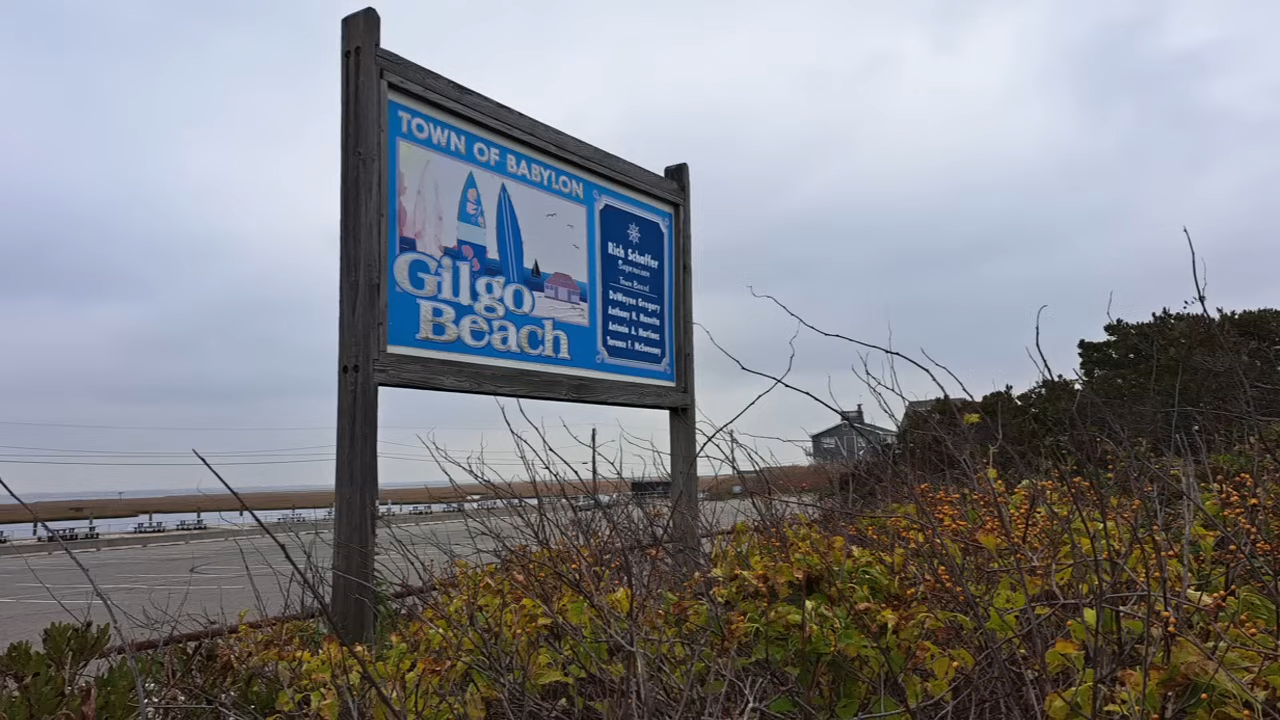 TOWN OF BABYLON
Gilgo
Beach
Rich Schaffer
Supervisor
Town Board
DuWayne Gregory
Anthony N. Manetta
Antonio A. Martinez
Terence F. McSweeney